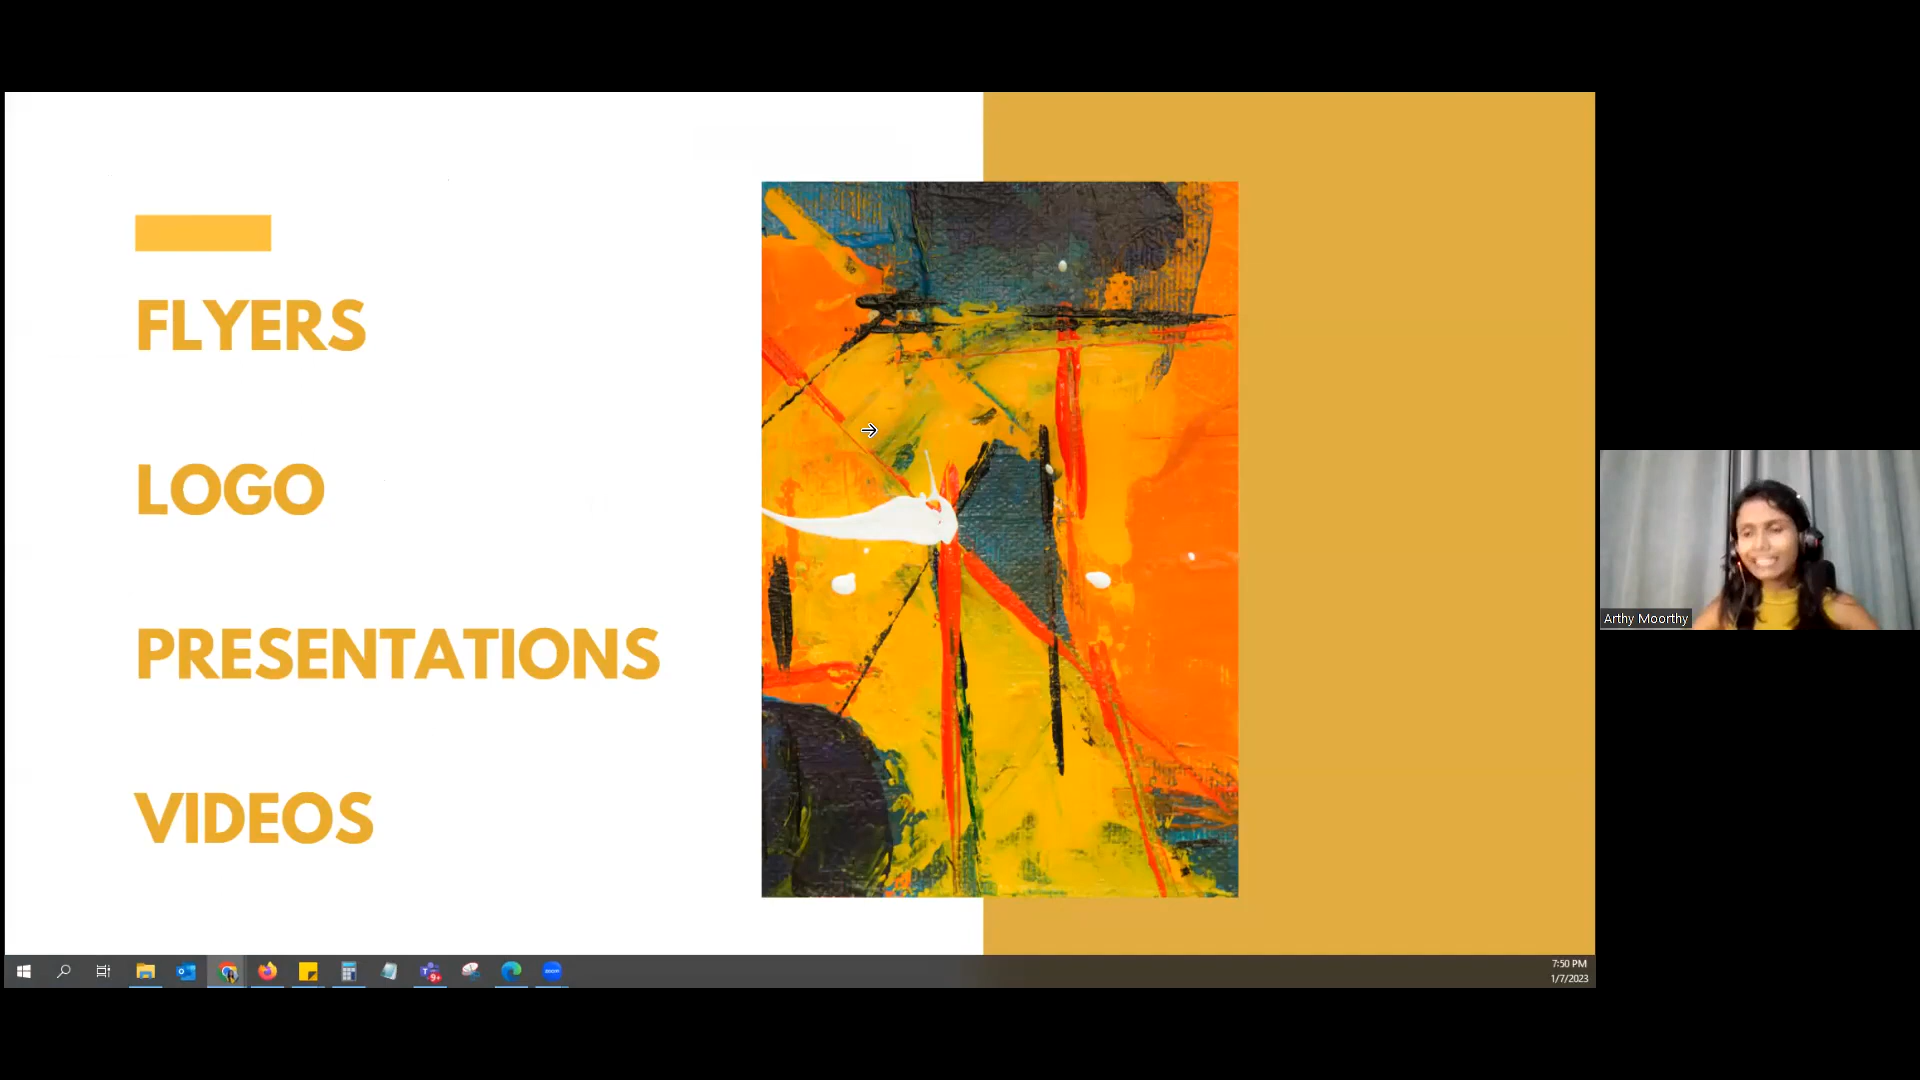 FLYERS
LOGO
PRESENTATIONS
VIDEOS
Arthy Moorthy
7:50 PM
1/7/2023